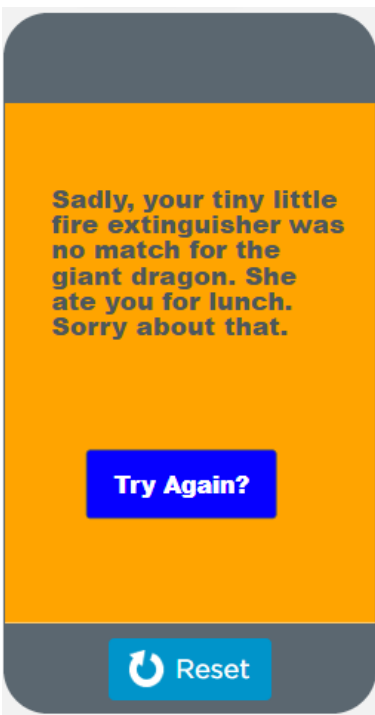 Sadly, your tiny little
fire extinguisher was
no match for the
giant dragon. She
ate you for lunch.
Sorry about that.
Try Again?
Reset